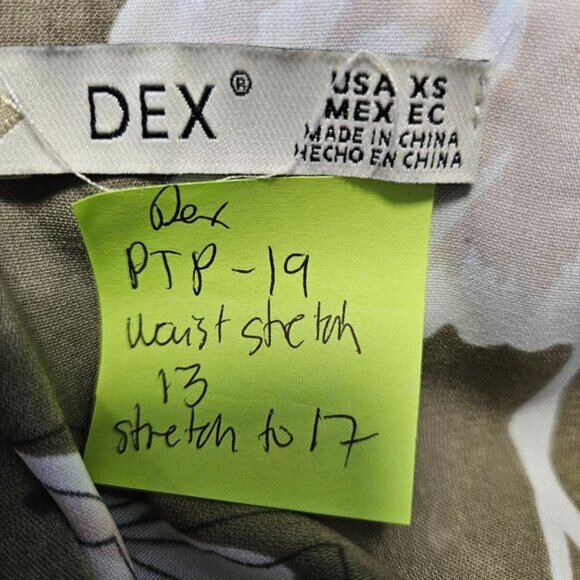 DEX®
USA XS
MEX EC
MADE IN CHINA
HECHO EN CHINA
Dex
PTP -19
waist stretch
13
stretch to 17